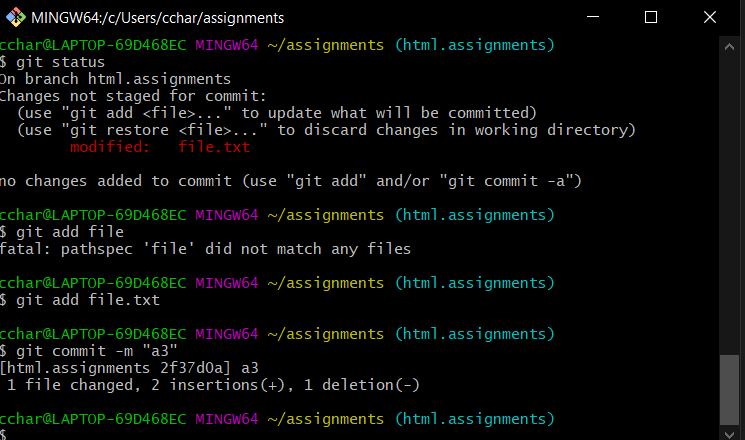 MINGW64:/c/Users/cchar/assignments
cchar@LAPTOP-69D468EC MINGW64 ~/assignments (html.assignments)
$ git status
On branch html.assignments
Changes not staged for commit:
  (use "git add <file>..." to update what will be committed)
  (use "git restore <file>..." to discard changes in working directory)
        modified:   file.txt
no changes added to commit (use "git add" and/or "git commit -a")
cchar@LAPTOP-69D468EC MINGW64 ~/assignments (html.assignments)
$ git add file
fatal: pathspec 'file' did not match any files
cchar@LAPTOP-69D468EC MINGW64 ~/assignments (html.assignments)
$ git add file.txt
cchar@LAPTOP-69D468EC MINGW64 ~/assignments (html.assignments)
$ git commit -m "a3"
[html.assignments 2f37d0a] a3
 1 file changed, 2 insertions(+), 1 deletion(-)
cchar@LAPTOP-69D468EC MINGW64 ~/assignments (html.assignments)
$